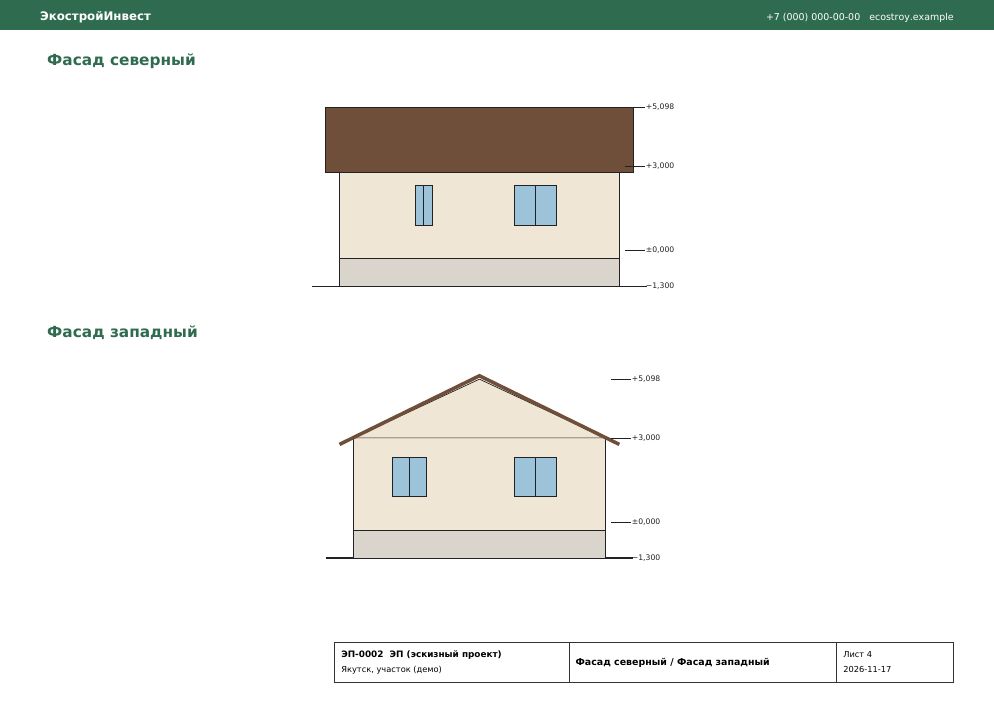 ЭкостройИнвест
+7 (000) 000-00-00 ecostroy.example
Фасад северный
+5,098
+3,000
±0,000
−1,300
Фасад западный
+5,098
+3,000
±0,000
−1,300
ЭП-0002 ЭП (эскизный проект)
Якутск, участок (демо)
Фасад северный / Фасад западный
Лист 4
2026-11-17